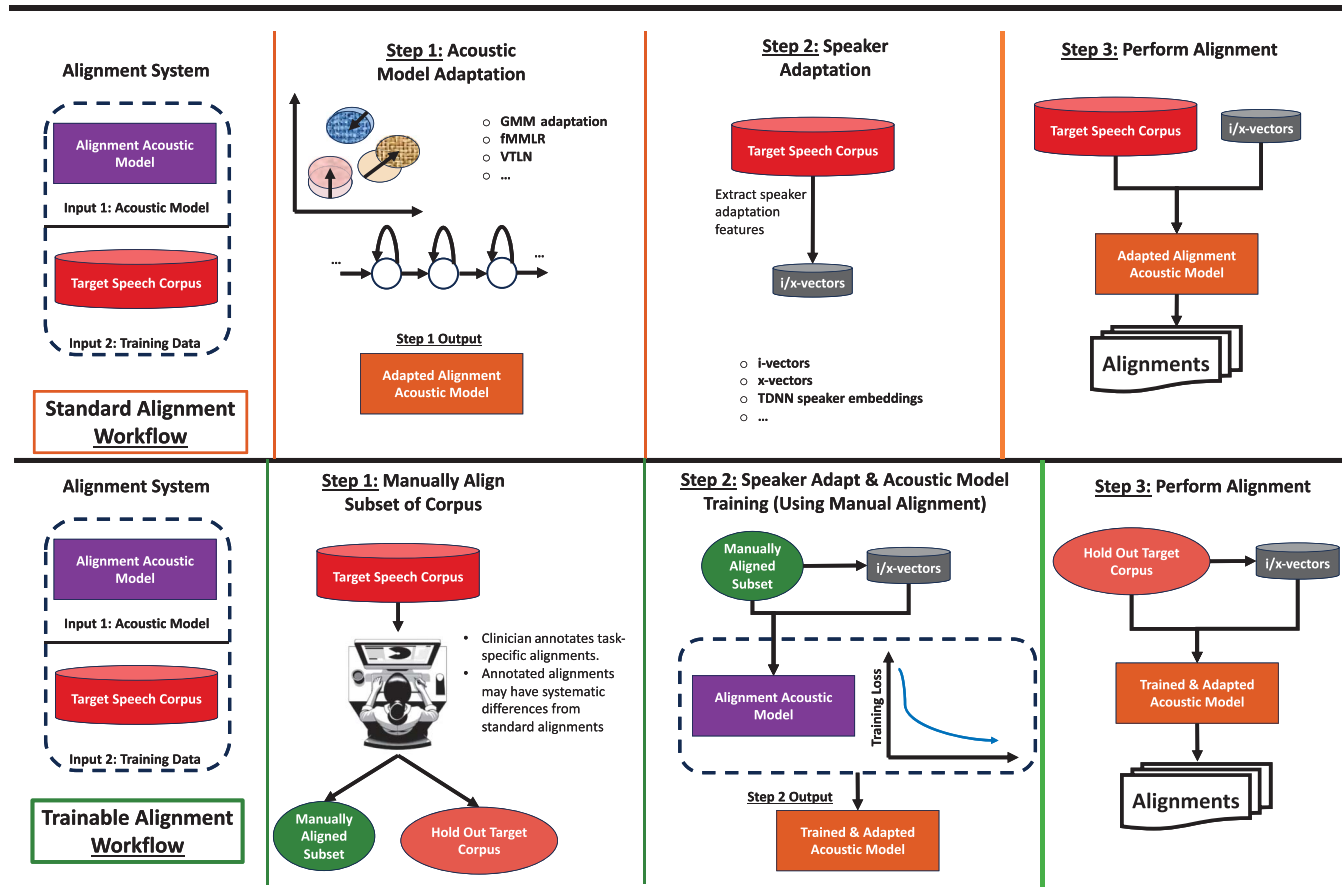 Alignment System
Alignment Acoustic
Model
Input 1: Acoustic Model
Target Speech Corpus
Input 2: Training Data
Standard Alignment
Workflow
Step 1: Acoustic
Model Adaptation
○ GMM adaptation
○ fMMLR
○ VTLN
○ ...
...
...
Step 1 Output
Adapted Alignment
Acoustic Model
Step 2: Speaker
Adaptation
Target Speech Corpus
Extract speaker
adaptation
features
i/x-vectors
○ i-vectors
○ x-vectors
○ TDNN speaker embeddings
○ ...
Step 3: Perform Alignment
Target Speech Corpus
i/x-vectors
Adapted Alignment
Acoustic Model
Alignments
Alignment System
Alignment Acoustic
Model
Input 1: Acoustic Model
Target Speech Corpus
Input 2: Training Data
Trainable Alignment
Workflow
Step 1: Manually Align
Subset of Corpus
Target Speech Corpus
• Clinician annotates task-
specific alignments.
• Annotated alignments
may have systematic
differences from
standard alignments
Manually
Aligned
Subset
Hold Out Target
Corpus
Step 2: Speaker Adapt & Acoustic Model
Training (Using Manual Alignment)
Manually
Aligned
Subset
i/x-vectors
Alignment Acoustic
Model
Training Loss
Step 2 Output
Trained & Adapted
Acoustic Model
Step 3: Perform Alignment
Hold Out Target
Corpus
i/x-vectors
Trained & Adapted
Acoustic Model
Alignments